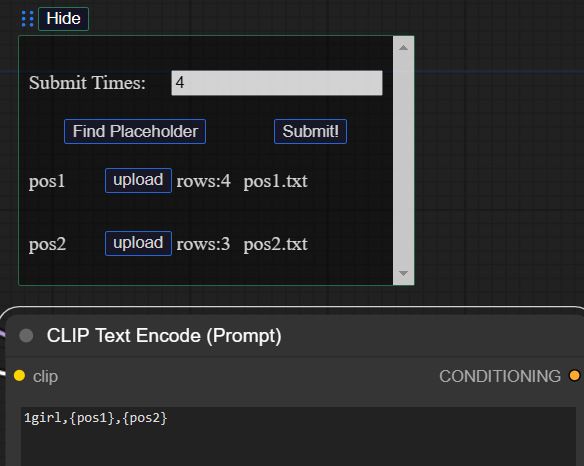 Hide
Submit Times: 4
Find Placeholder Submit!
pos1 upload rows:4 pos1.txt
pos2 upload rows:3 pos2.txt
CLIP Text Encode (Prompt)
clip CONDITIONING
1girl,{pos1},{pos2}